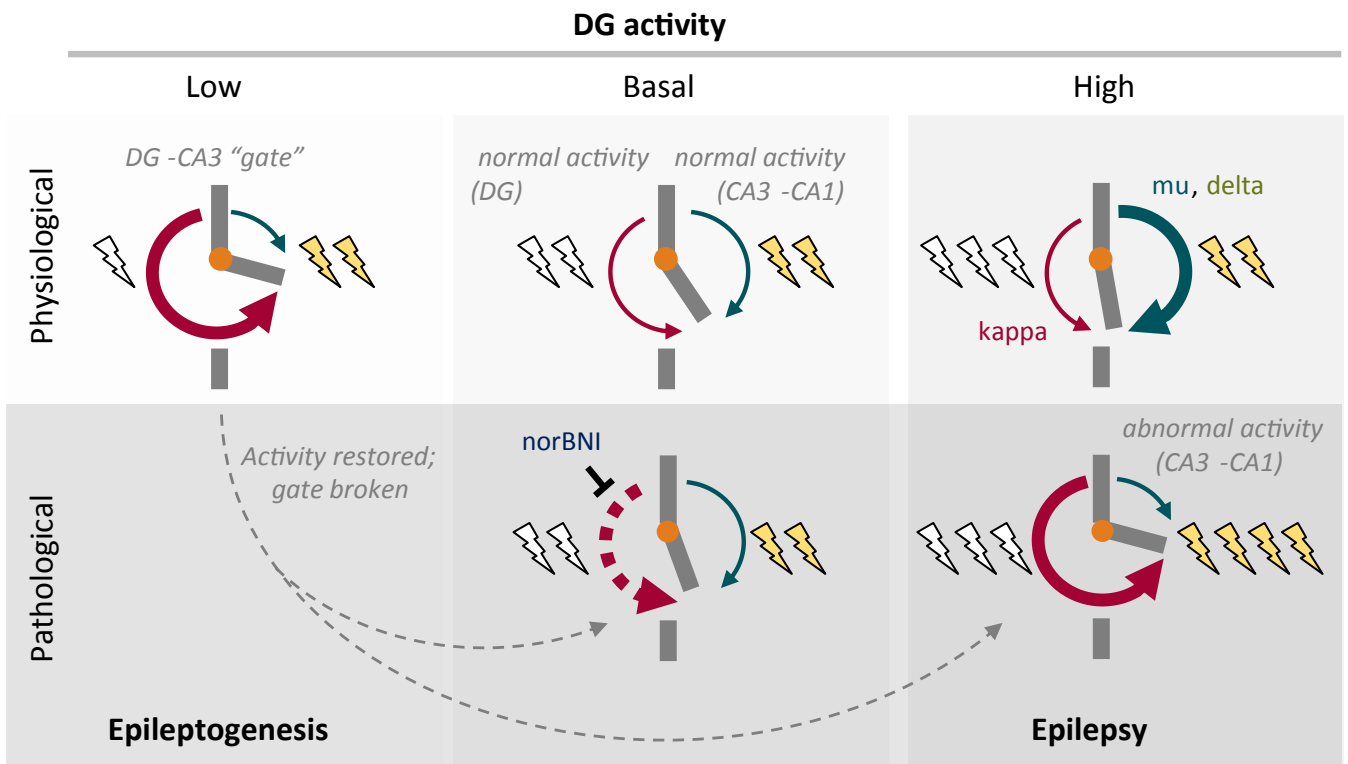 DG activity
Low
Basal
High
Physiological
DG -CA3 “gate”
normal activity
(DG)
normal activity
(CA3 -CA1)
mu, delta
kappa
Pathological
Activity restored;
gate broken
norBNI
abnormal activity
(CA3 -CA1)
Epileptogenesis
Epilepsy